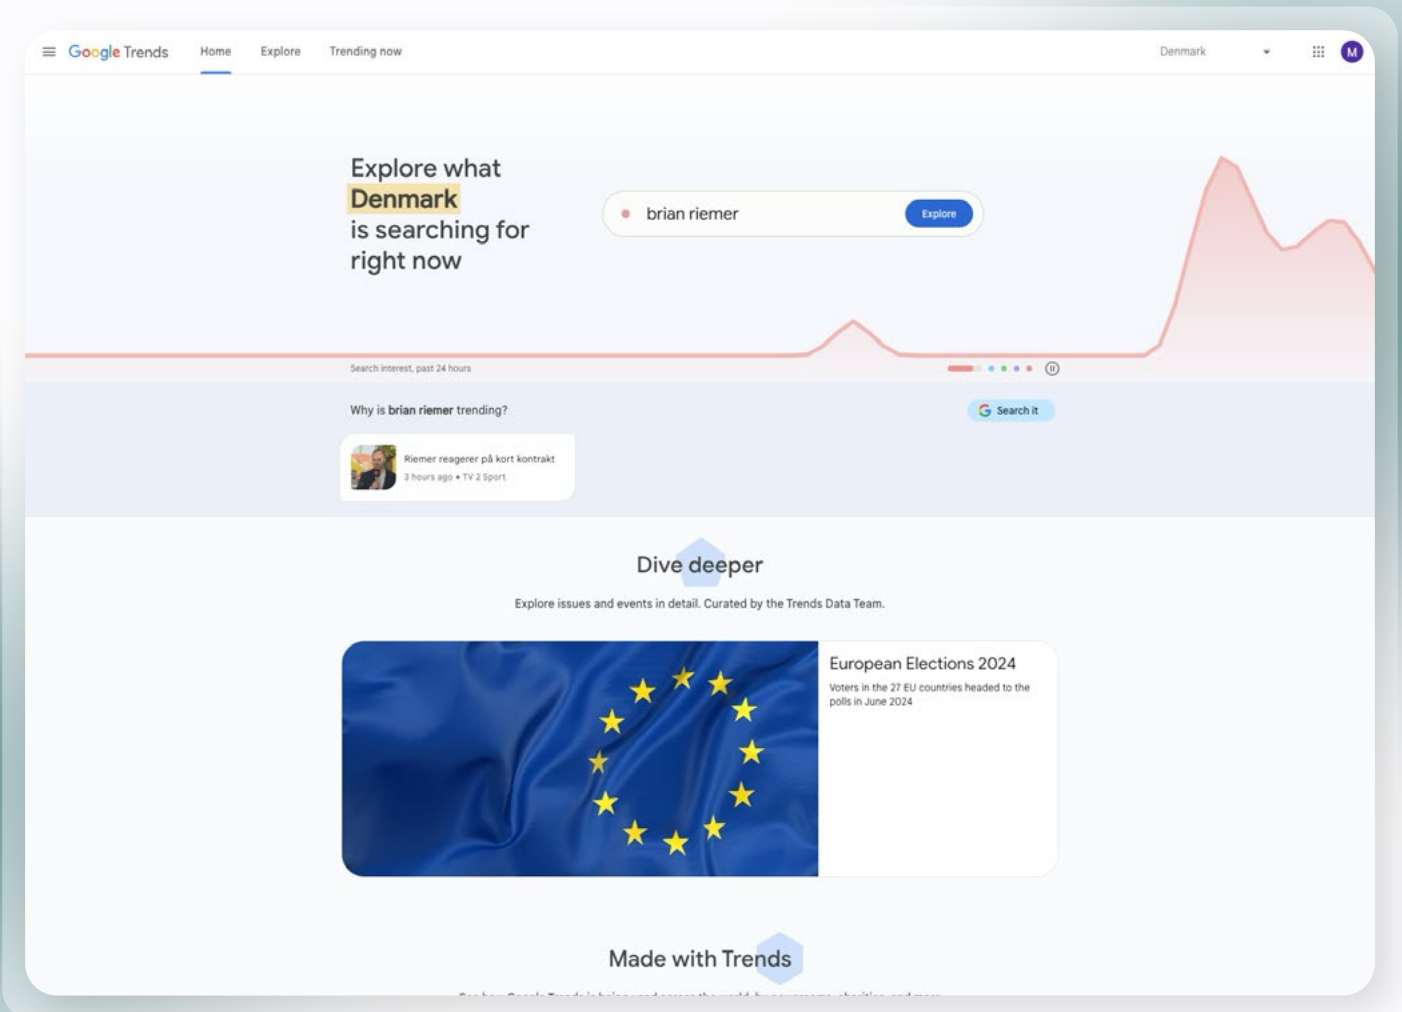 Google Trends
Home
Explore
Trending now
Denmark
M
Explore what
Denmark
is searching for
right now
brian riemer
Explore
Search interest, past 24 hours
Why is brian riemer trending?
Search it
Riemer reagerer på kort kontrakt
3 hours ago • TV 2 Sport
Dive deeper
Explore issues and events in detail. Curated by the Trends Data Team.
European Elections 2024
Voters in the 27 EU countries headed to the
polls in June 2024
Made with Trends